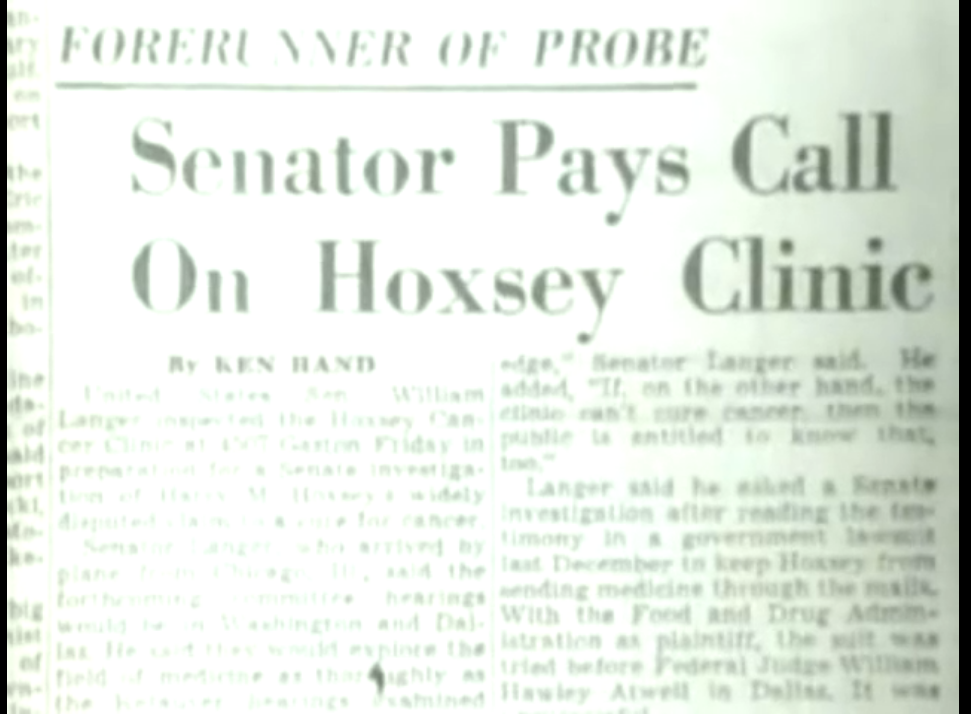 FORERUNNER OF PROBE
Senator Pays Call
On Hoxsey Clinic
By KEN HAND
United States Sen. William
Langer inspected the Hoxsey Can-
cer Clinic at 4507 Gaston Friday in
preparation for a Senate investiga-
tion of Harry M. Hoxsey's widely
disputed claim to a cure for cancer.
Senator Langer, who arrived by
plane from Chicago, Ill., said the
forthcoming committee hearings
would be in Washington and Dal-
las. He said they would explore the
field of medicine as thoroughly as
the Kefauver hearings examined
edge," Senator Langer said. He
added, "If, on the other hand, the
clinic can't cure cancer, then the
public is entitled to know that,
too."
Langer said he asked a Senate
investigation after reading the tes-
timony in a government lawsuit
last December to keep Hoxsey from
sending medicine through the mails.
With the Food and Drug Admin-
istration as plaintiff, the suit was
tried before Federal Judge William
Hawley Atwell in Dallas. It was